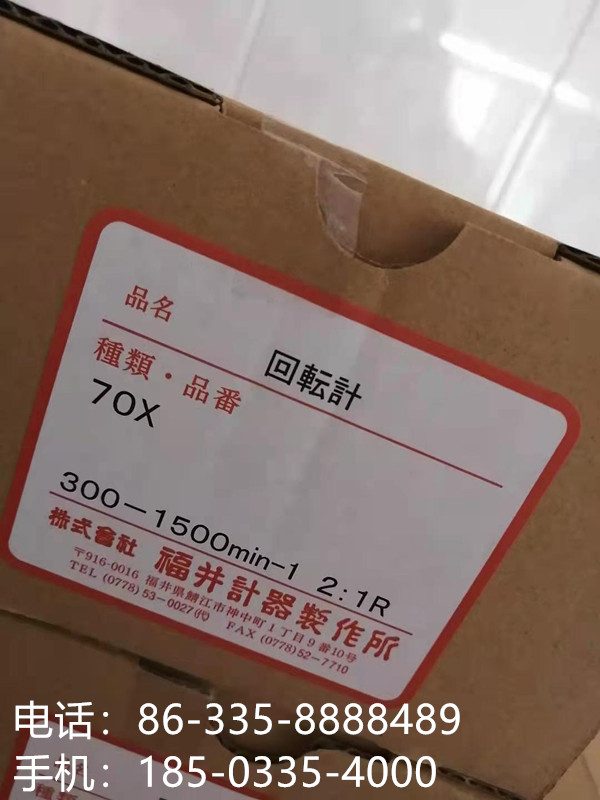 品名
回転計
種類・品番
70X
300-1500min-1 2:1R
株式會社 福井計器製作所
〒916-0016 福井県鯖江市神中町1丁目9番10号
TEL (0778) 53-0027(代) FAX (0778)52-7710
电话：86-335-8888489
手机：185-0335-4000